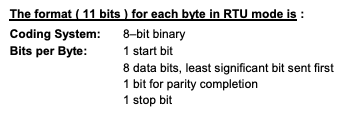 The format ( 11 bits ) for each byte in RTU mode is :
Coding System: 8–bit binary
Bits per Byte: 1 start bit
8 data bits, least significant bit sent first
1 bit for parity completion
1 stop bit